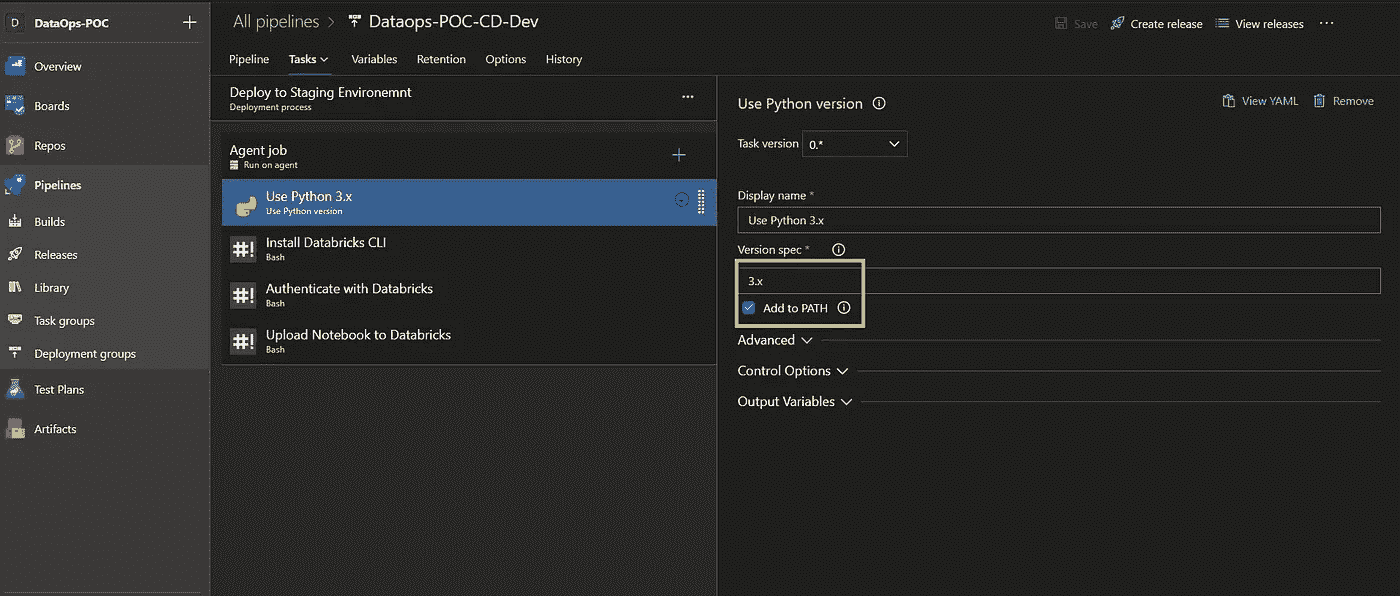 D DataOps-POC +
Overview
Boards
Repos
Pipelines
Builds
Releases
Library
Task groups
Deployment groups
Test Plans
Artifacts
All pipelines > Dataops-POC-CD-Dev
Save Create release View releases ...
Pipeline Tasks Variables Retention Options History
Deploy to Staging Environemnt
Deployment process
...
Agent job
Run on agent
+
Use Python 3.x
Use Python version
#! Install Databricks CLI
Bash
#! Authenticate with Databricks
Bash
#! Upload Notebook to Databricks
Bash
Use Python version
View YAML Remove
Task version 0.*
Display name *
Use Python 3.x
Version spec *
3.x
Add to PATH
Advanced
Control Options
Output Variables